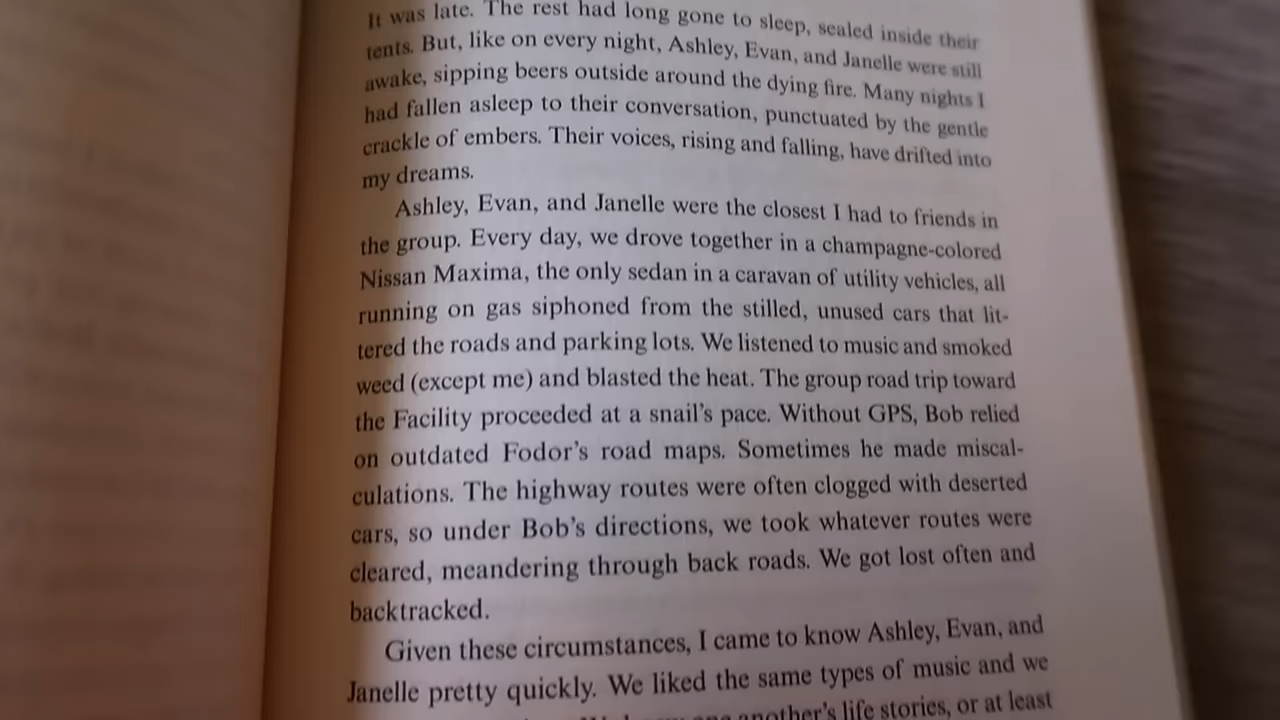 It was late. The rest had long gone to sleep, sealed inside their
tents. But, like on every night, Ashley, Evan, and Janelle were still
awake, sipping beers outside around the dying fire. Many nights I
had fallen asleep to their conversation, punctuated by the gentle
crackle of embers. Their voices, rising and falling, have drifted into
my dreams.
Ashley, Evan, and Janelle were the closest I had to friends in
the group. Every day, we drove together in a champagne-colored
Nissan Maxima, the only sedan in a caravan of utility vehicles, all
running on gas siphoned from the stilled, unused cars that lit-
tered the roads and parking lots. We listened to music and smoked
weed (except me) and blasted the heat. The group road trip toward
the Facility proceeded at a snail's pace. Without GPS, Bob relied
on outdated Fodor's road maps. Sometimes he made miscal-
culations. The highway routes were often clogged with deserted
cars, so under Bob's directions, we took whatever routes were
cleared, meandering through back roads. We got lost often and
backtracked.
Given these circumstances, I came to know Ashley, Evan, and
Janelle pretty quickly. We liked the same types of music and we
another's life stories, or at least